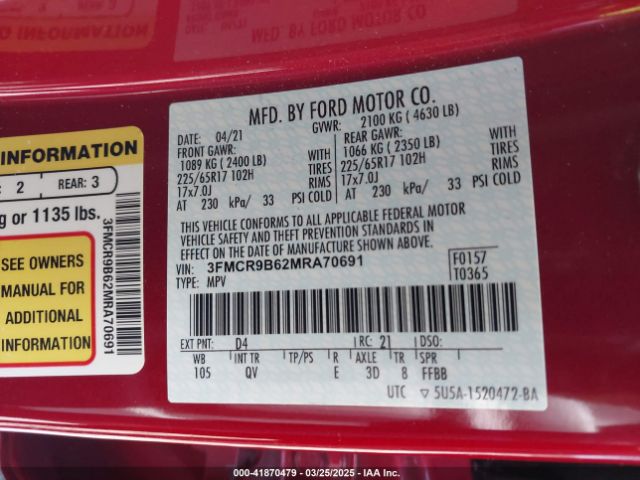 MFD. BY FORD MOTOR CO.
DATE: 04/21 GVWR: 2100 KG ( 4630 LB)
FRONT GAWR: REAR GAWR:
1089 KG ( 2400 LB) WITH 1066 KG ( 2350 LB) WITH
225/65R17 102H TIRES 225/65R17 102H TIRES
17x7.0J RIMS 17x7.0J RIMS
AT 230 kPa/ 33 PSI COLD AT 230 kPa/ 33 PSI COLD
THIS VEHICLE CONFORMS TO ALL APPLICABLE FEDERAL MOTOR
VEHICLE SAFETY AND THEFT PREVENTION STANDARDS IN
EFFECT ON THE DATE OF MANUFACTURE SHOWN ABOVE.
VIN: 3FMCR9B62MRA70691
TYPE: MPV
F0157
T0365
EXT PNT: D4 RC: 21 DSO:
WB INT TR TP/PS R AXLE TR SPR
105 QV E 3D 8 FFBB
UTC ▽ 5U5A-1520472-BA
INFORMATION
: 2 REAR: 3
g or 1135 lbs.
SEE OWNERS
MANUAL FOR
ADDITIONAL
INFORMATION
3FMCR9B62MRA70691
000-41870479 — 03/25/2025 — IAA Inc.